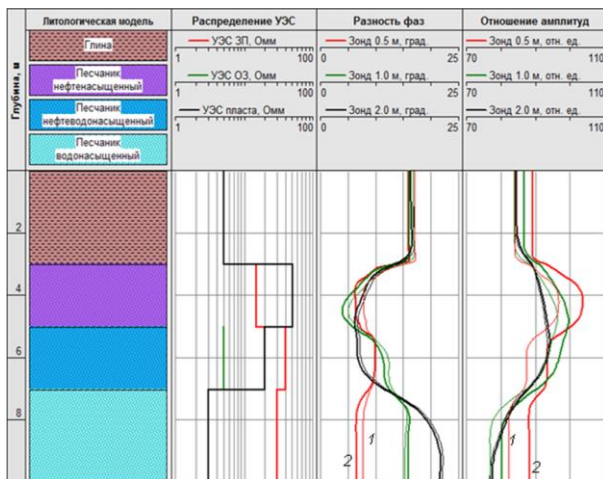 Литологическая модель
Распределение УЭС
Разность фаз
Отношение амплитуд
Глубина, м
Глина
Песчаник
нефтенасыщенный
Песчаник
нефтеводонасыщенный
Песчаник
водонасыщенный
УЭС ЗП, Омм
1 100
УЭС ОЗ, Омм
1 100
УЭС пласта, Омм
1 100
Зонд 0.5 м, град.
0 25
Зонд 1.0 м, град.
0 25
Зонд 2.0 м, град.
0 25
Зонд 0.5 м, отн. ед.
70 110
Зонд 1.0 м, отн. ед.
70 110
Зонд 2.0 м, отн. ед.
70 110
2
4
6
8
1
2
1
2